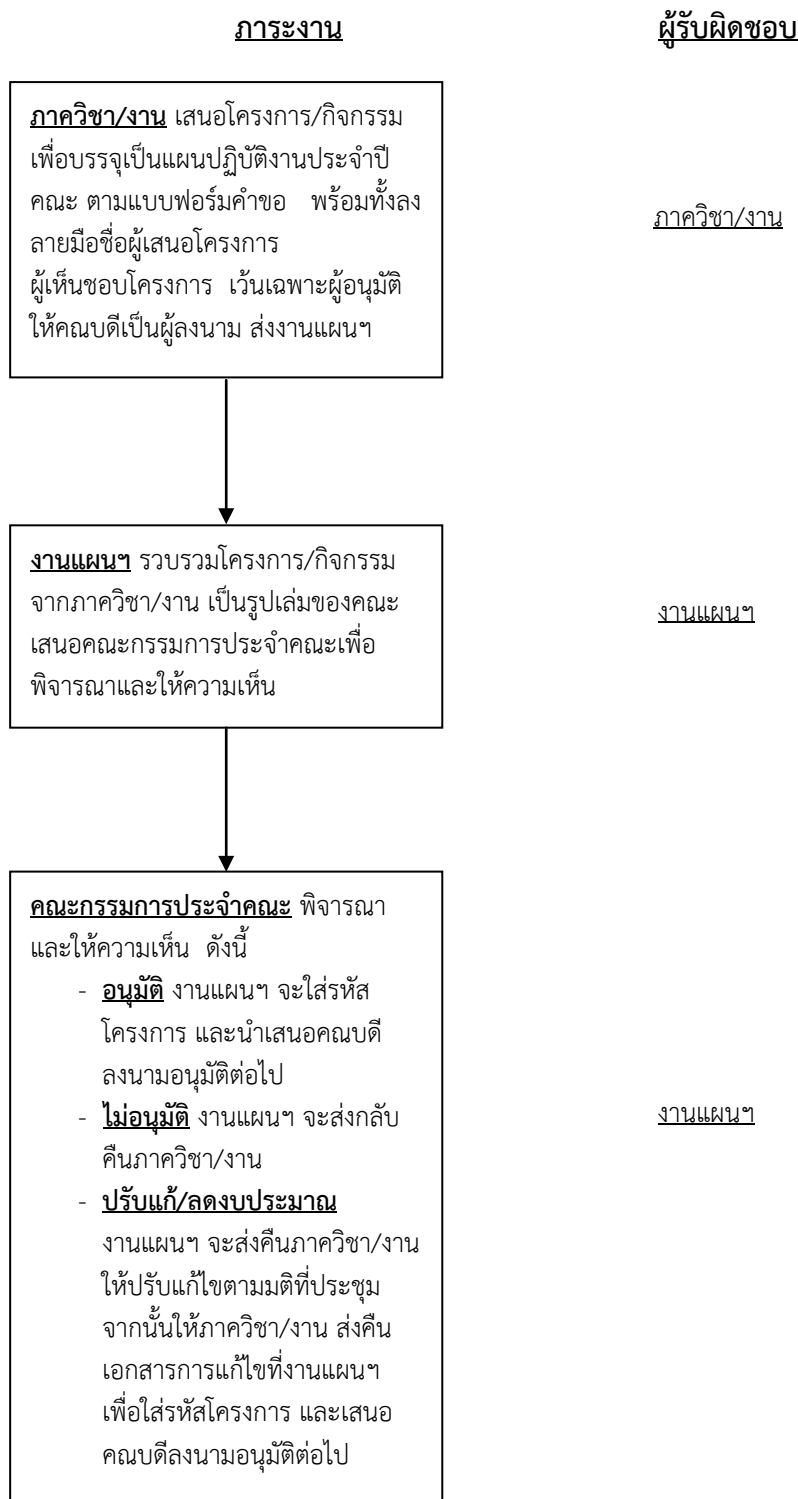 ภาระงาน ผู้รับผิดชอบ
ภาควิชา/งาน เสนอโครงการ/กิจกรรม
เพื่อบรรจุเป็นแผนปฏิบัติงานประจำปี
คณะ ตามแบบฟอร์มคำขอ พร้อมทั้งลง
ลายมือชื่อผู้เสนอโครงการ
ผู้เห็นชอบโครงการ เว้นเฉพาะผู้อนุมัติ
ให้คณบดีเป็นผู้ลงนาม ส่งงานแผนฯ
ภาควิชา/งาน
งานแผนฯ รวบรวมโครงการ/กิจกรรม
จากภาควิชา/งาน เป็นรูปเล่มของคณะ
เสนอคณะกรรมการประจำคณะเพื่อ
พิจารณาและให้ความเห็น
งานแผนฯ
คณะกรรมการประจำคณะ พิจารณา
และให้ความเห็น ดังนี้
- อนุมัติ งานแผนฯ จะใส่รหัส
โครงการ และนำเสนอคณบดี
ลงนามอนุมัติต่อไป
- ไม่อนุมัติ งานแผนฯ จะส่งกลับ
คืนภาควิชา/งาน
- ปรับแก้/ลดงบประมาณ
งานแผนฯ จะส่งคืนภาควิชา/งาน
ให้ปรับแก้ไขตามมติที่ประชุม
จากนั้นให้ภาควิชา/งาน ส่งคืน
เอกสารการแก้ไขที่งานแผนฯ
เพื่อใส่รหัสโครงการ และเสนอ
คณบดีลงนามอนุมัติต่อไป
งานแผนฯ